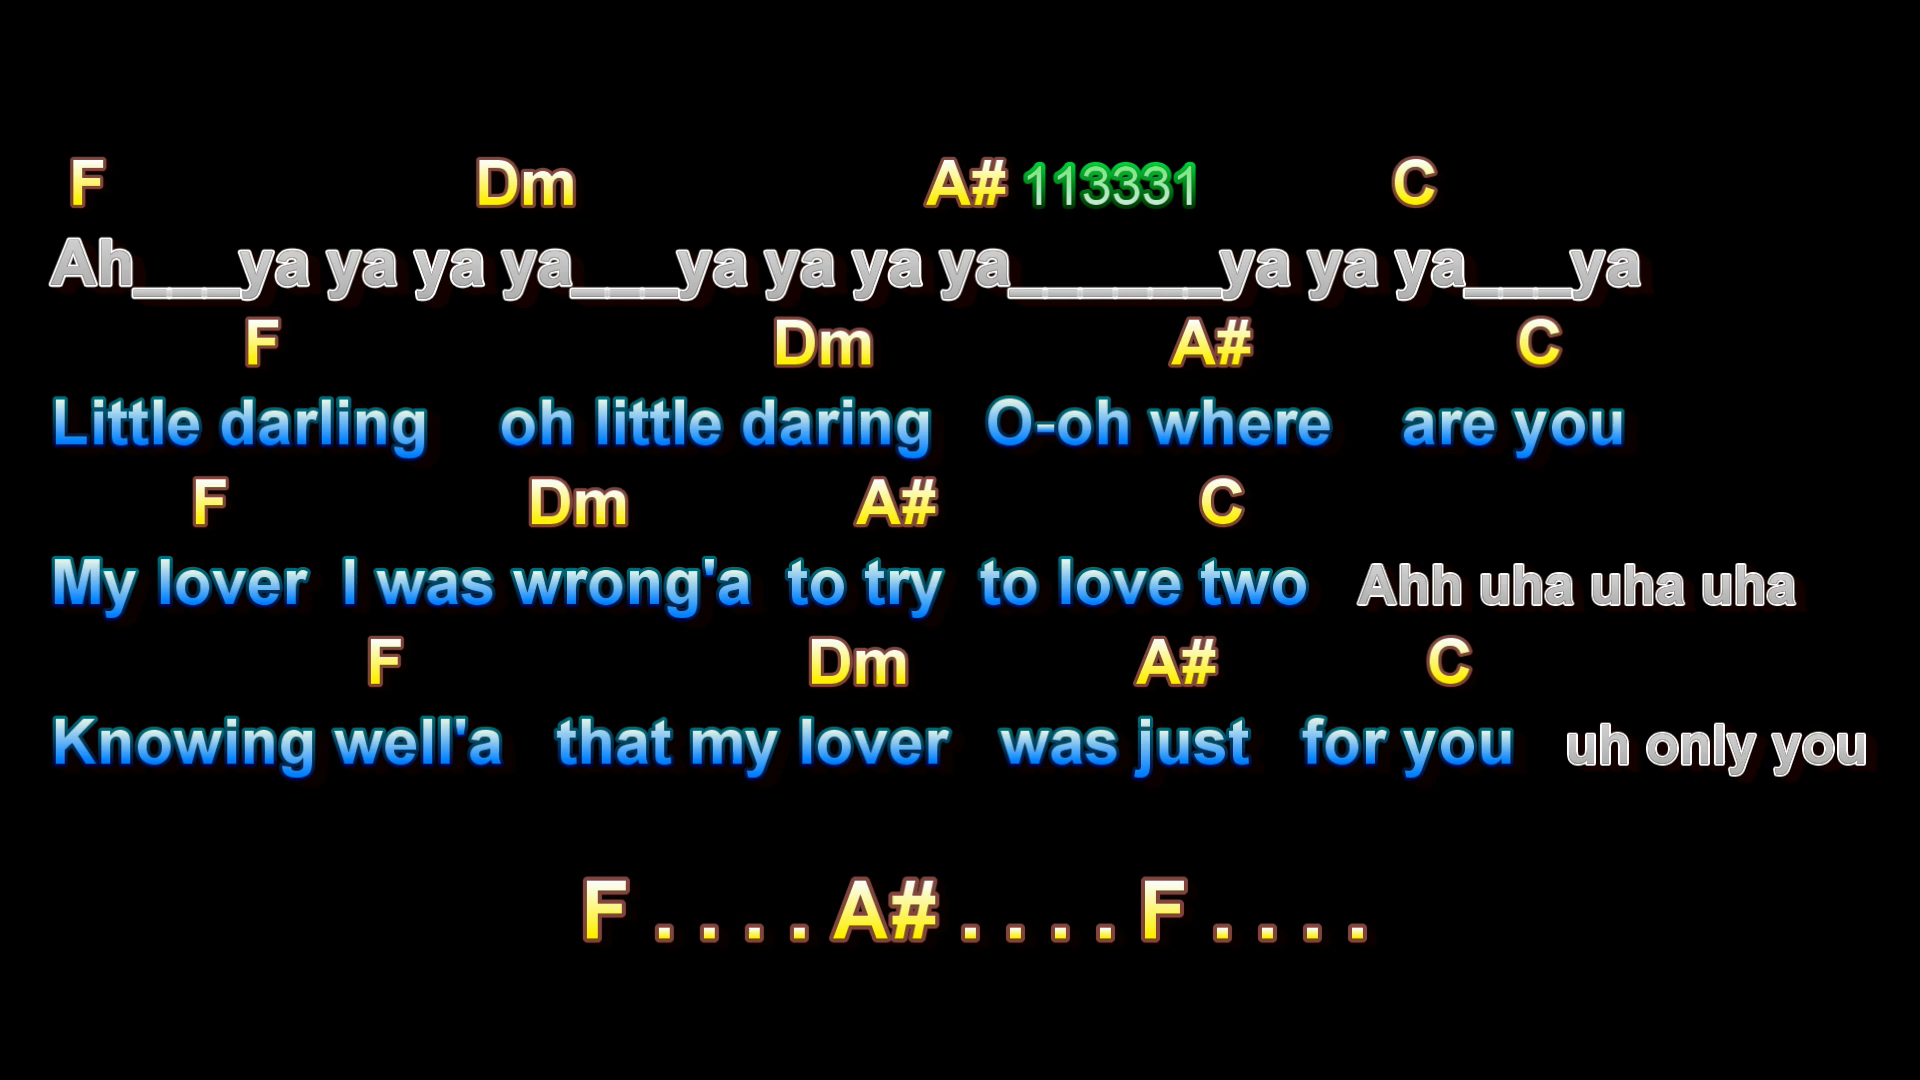 F Dm A# 113331 C
Ah___ya ya ya ya___ya ya ya ya______ya ya ya___ya
F Dm A# C
Little darling oh little daring O-oh where are you
F Dm A# C
My lover I was wrong'a to try to love two Ahh uha uha uha
F Dm A# C
Knowing well'a that my lover was just for you uh only you
F . . . . A# . . . . F . . . .